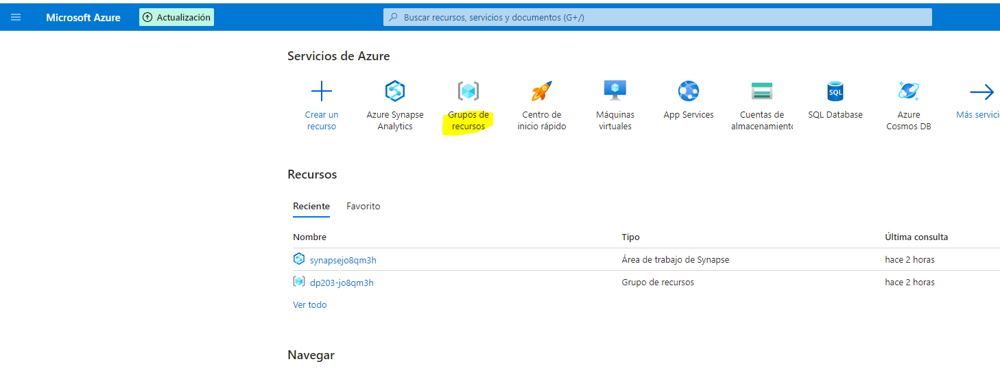 Microsoft Azure
Actualización
Buscar recursos, servicios y documentos (G+/)
Servicios de Azure
Crear un
recurso
Azure Synapse
Analytics
Grupos de
recursos
Centro de
inicio rápido
Máquinas
virtuales
App Services
Cuentas de
almacenamiento
SQL
SQL Database
Azure
Cosmos DB
Más servici
Recursos
Reciente Favorito
Nombre Tipo Última consulta
synapsejo8qm3h Área de trabajo de Synapse hace 2 horas
dp203-jo8qm3h Grupo de recursos hace 2 horas
Ver todo
Navegar